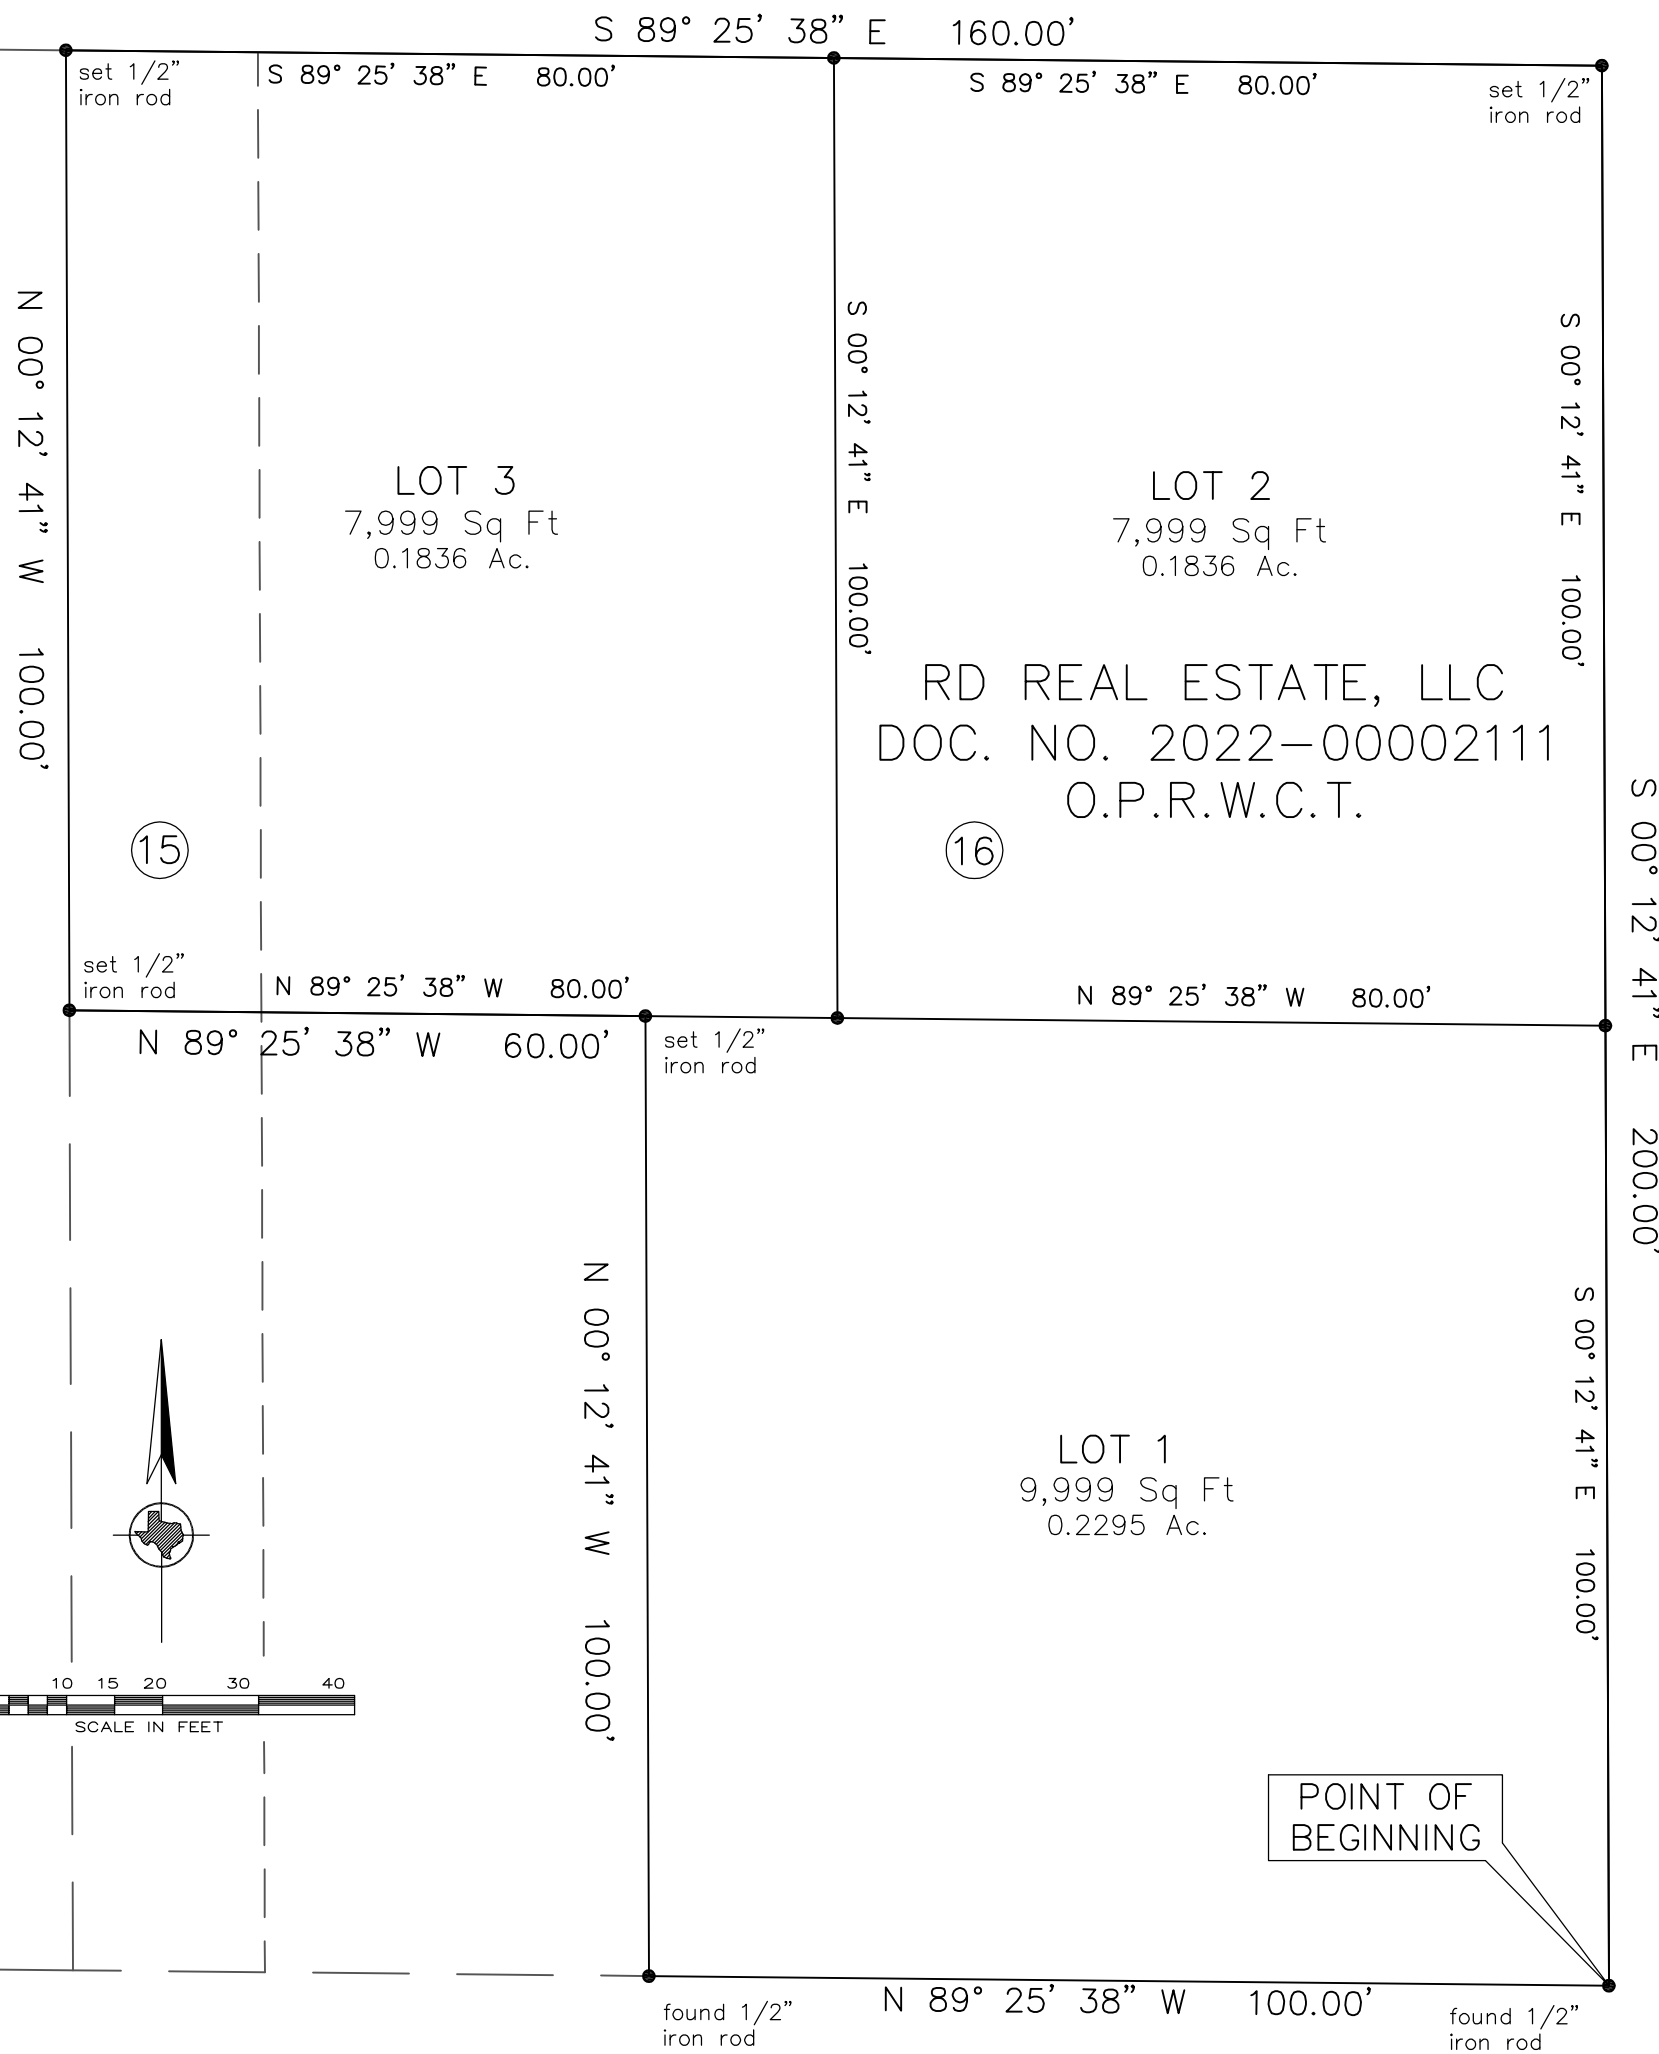 S 89° 25' 38" E 160.00'
set 1/2"
iron rod
S 89° 25' 38" E 80.00'
S 89° 25' 38" E 80.00'
set 1/2"
iron rod
N 00° 12' 41" W 100.00'
S 00° 12' 41" E 100.00'
S 00° 12' 41" E 100.00'
LOT 3
7,999 Sq Ft
0.1836 Ac.
LOT 2
7,999 Sq Ft
0.1836 Ac.
RD REAL ESTATE, LLC
DOC. NO. 2022-00002111
O.P.R.W.C.T.
15
16
S 00° 12' 41" E 200.00'
set 1/2"
iron rod
N 89° 25' 38" W 80.00'
N 89° 25' 38" W 80.00'
N 89° 25' 38" W 60.00'
set 1/2"
iron rod
N 00° 12' 41" W 100.00'
S 00° 12' 41" E 100.00'
LOT 1
9,999 Sq Ft
0.2295 Ac.
10 15 20 30 40
SCALE IN FEET
POINT OF
BEGINNING
N 89° 25' 38" W 100.00'
found 1/2"
iron rod
found 1/2"
iron rod